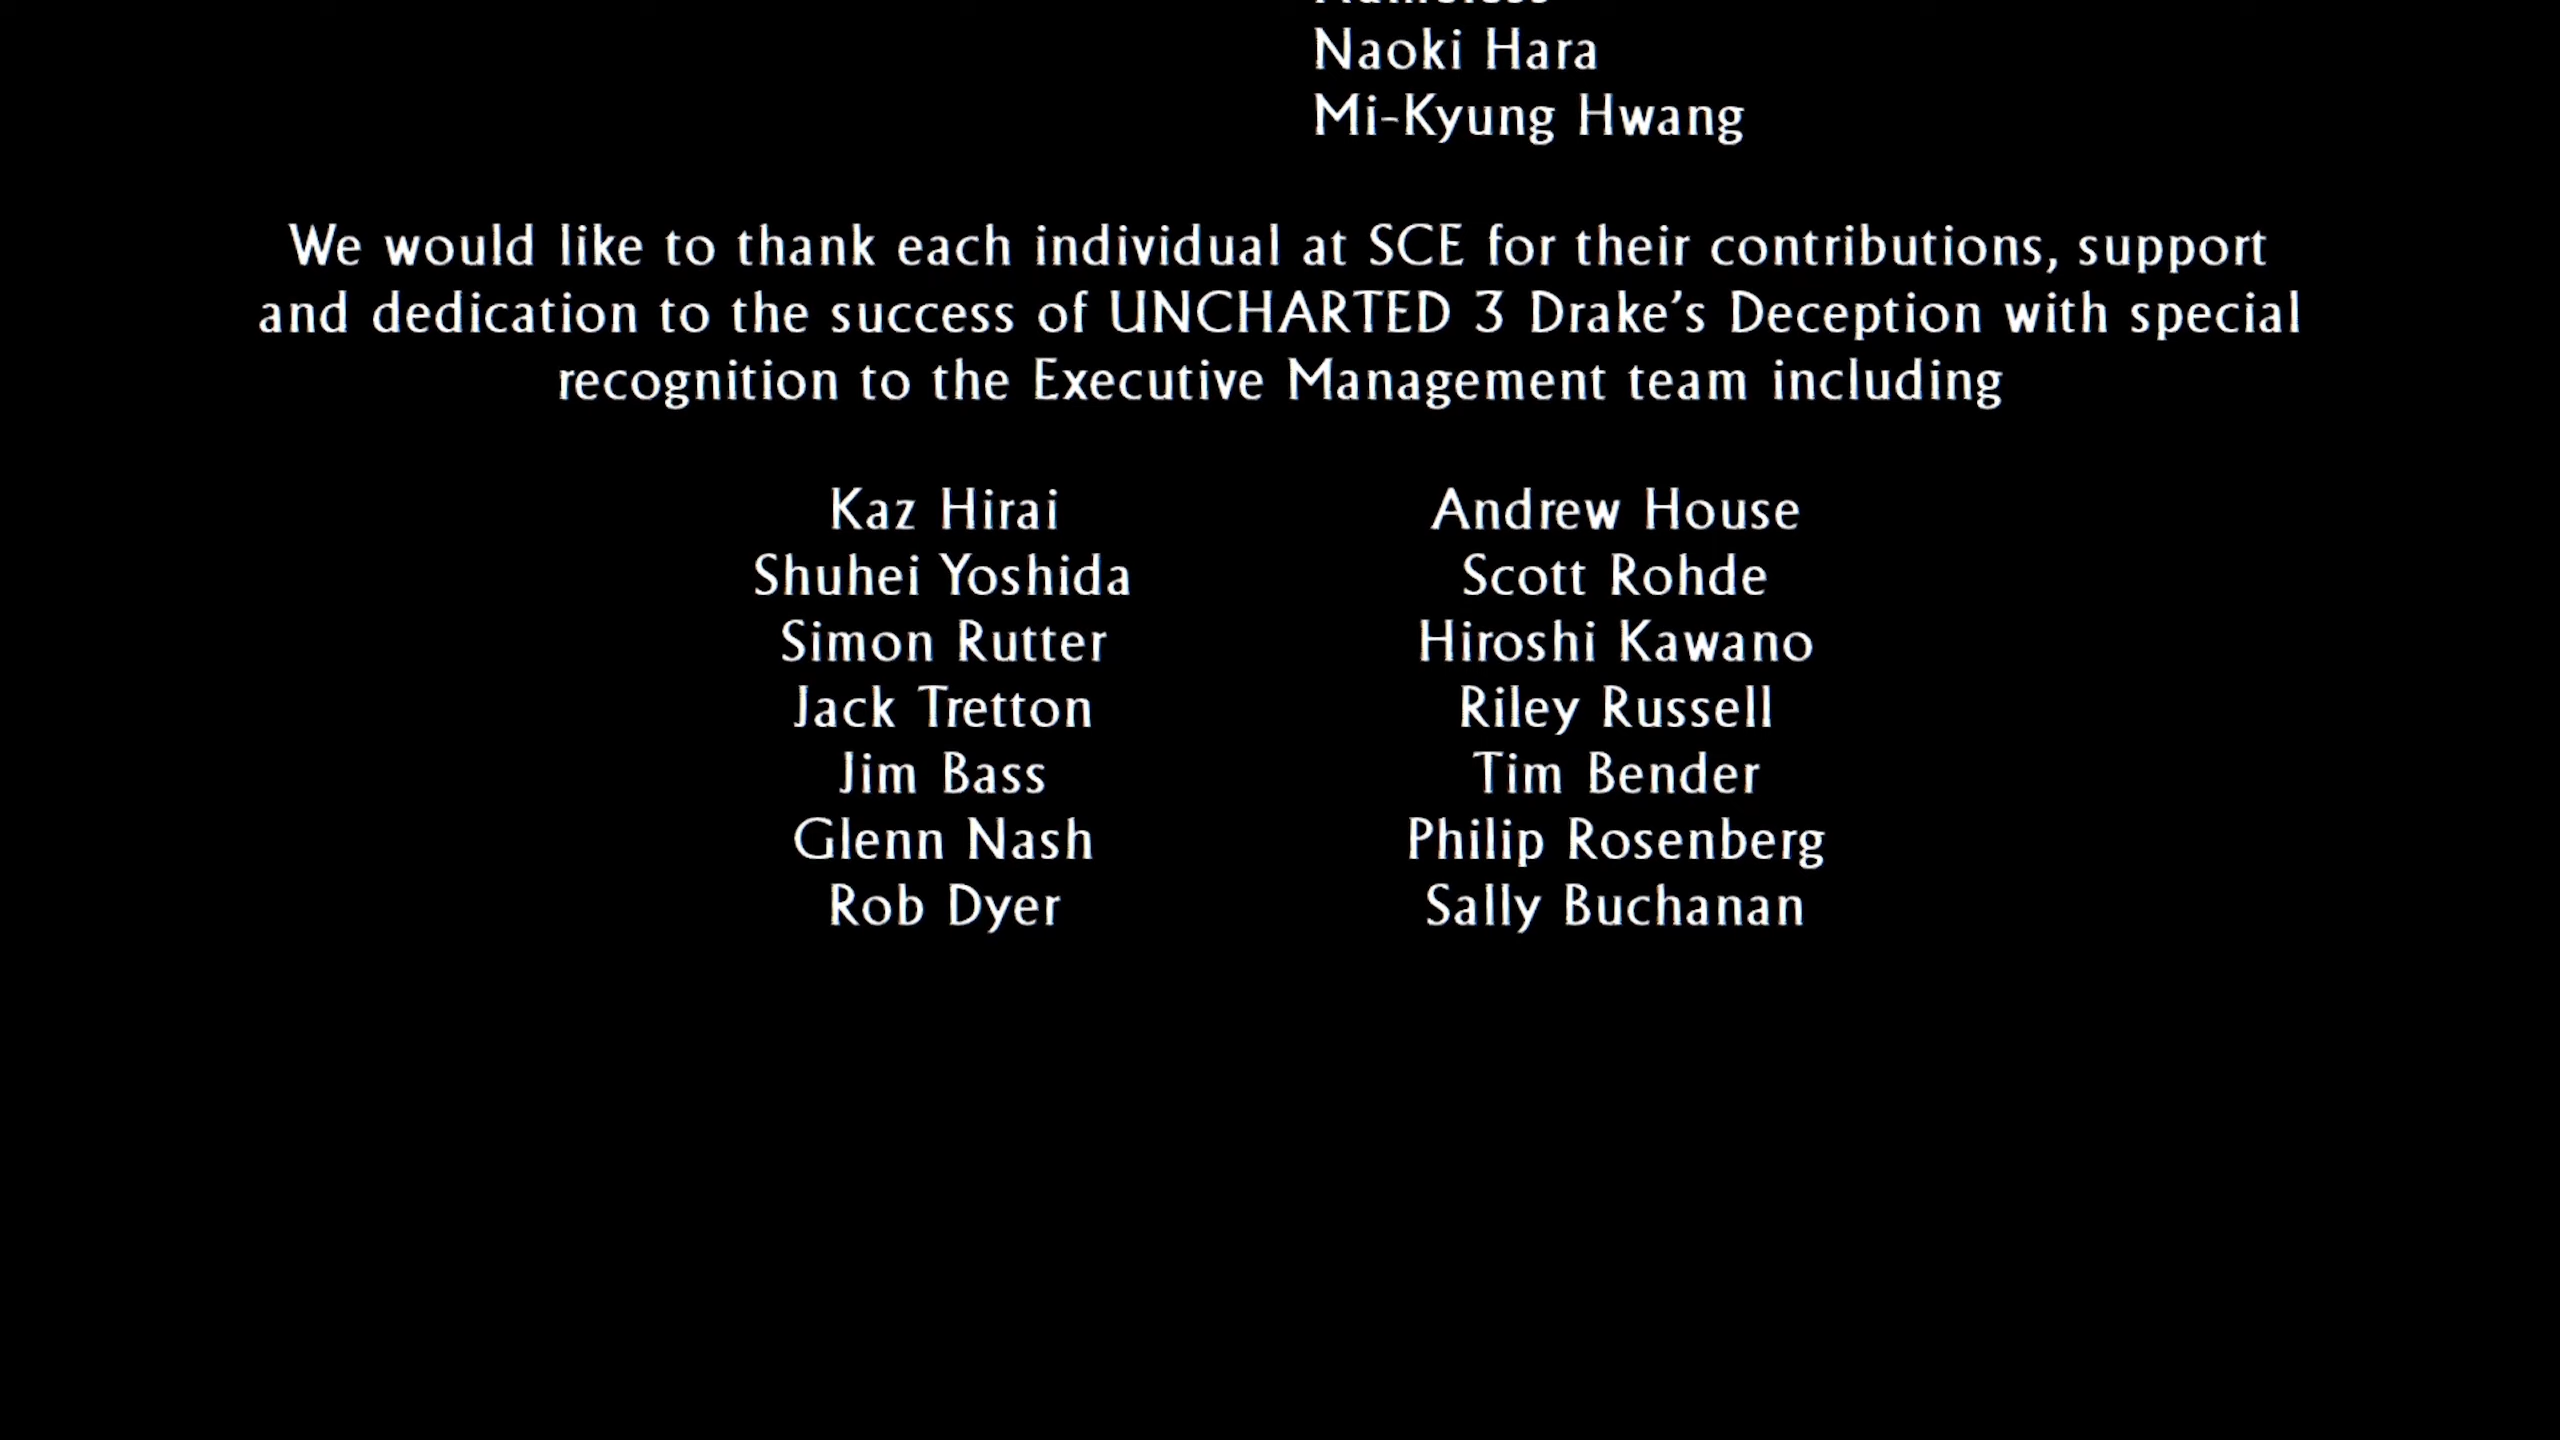 Naoki Hara
Mi-Kyung Hwang
We would like to thank each individual at SCE for their contributions, support
and dedication to the success of UNCHARTED 3 Drake's Deception with special
recognition to the Executive Management team including
Kaz Hirai Andrew House
Shuhei Yoshida Scott Rohde
Simon Rutter Hiroshi Kawano
Jack Tretton Riley Russell
Jim Bass Tim Bender
Glenn Nash Philip Rosenberg
Rob Dyer Sally Buchanan